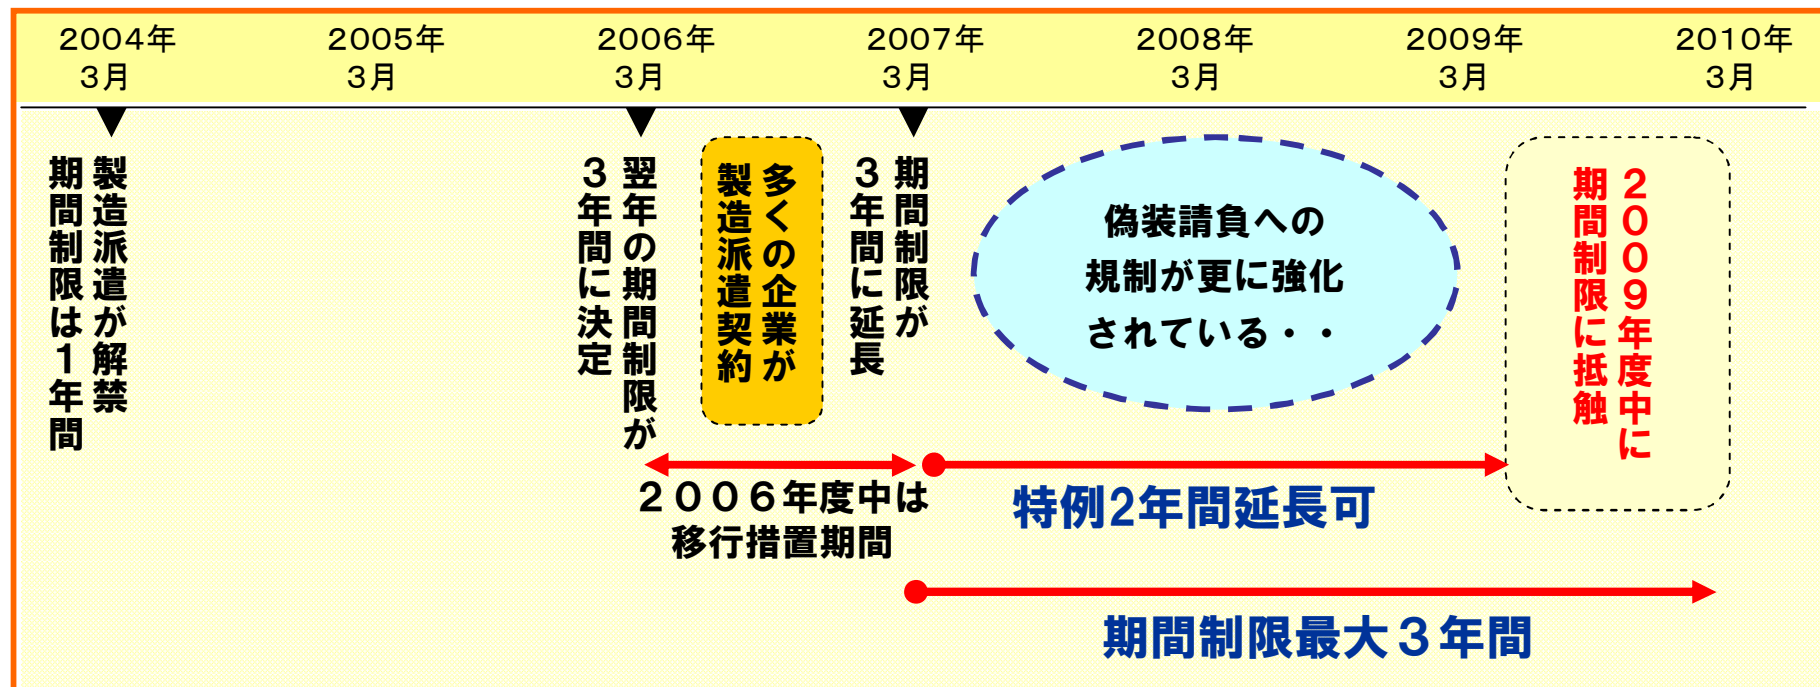 ２００４年
３月
２００５年
３月
２００６年
３月
２００７年
３月
２００８年
３月
２００９年
３月
２０１０年
３月
製造派遣が解禁
期間制限は１年間
翌年の期間制限が
３年間に決定
多くの企業が
製造派遣契約
期間制限が
３年間に延長
偽装請負への
規制が更に強化
されている・・
２００９年度中に
期間制限に抵触
２００６年度中は
移行措置期間
特例2年間延長可
期間制限最大３年間